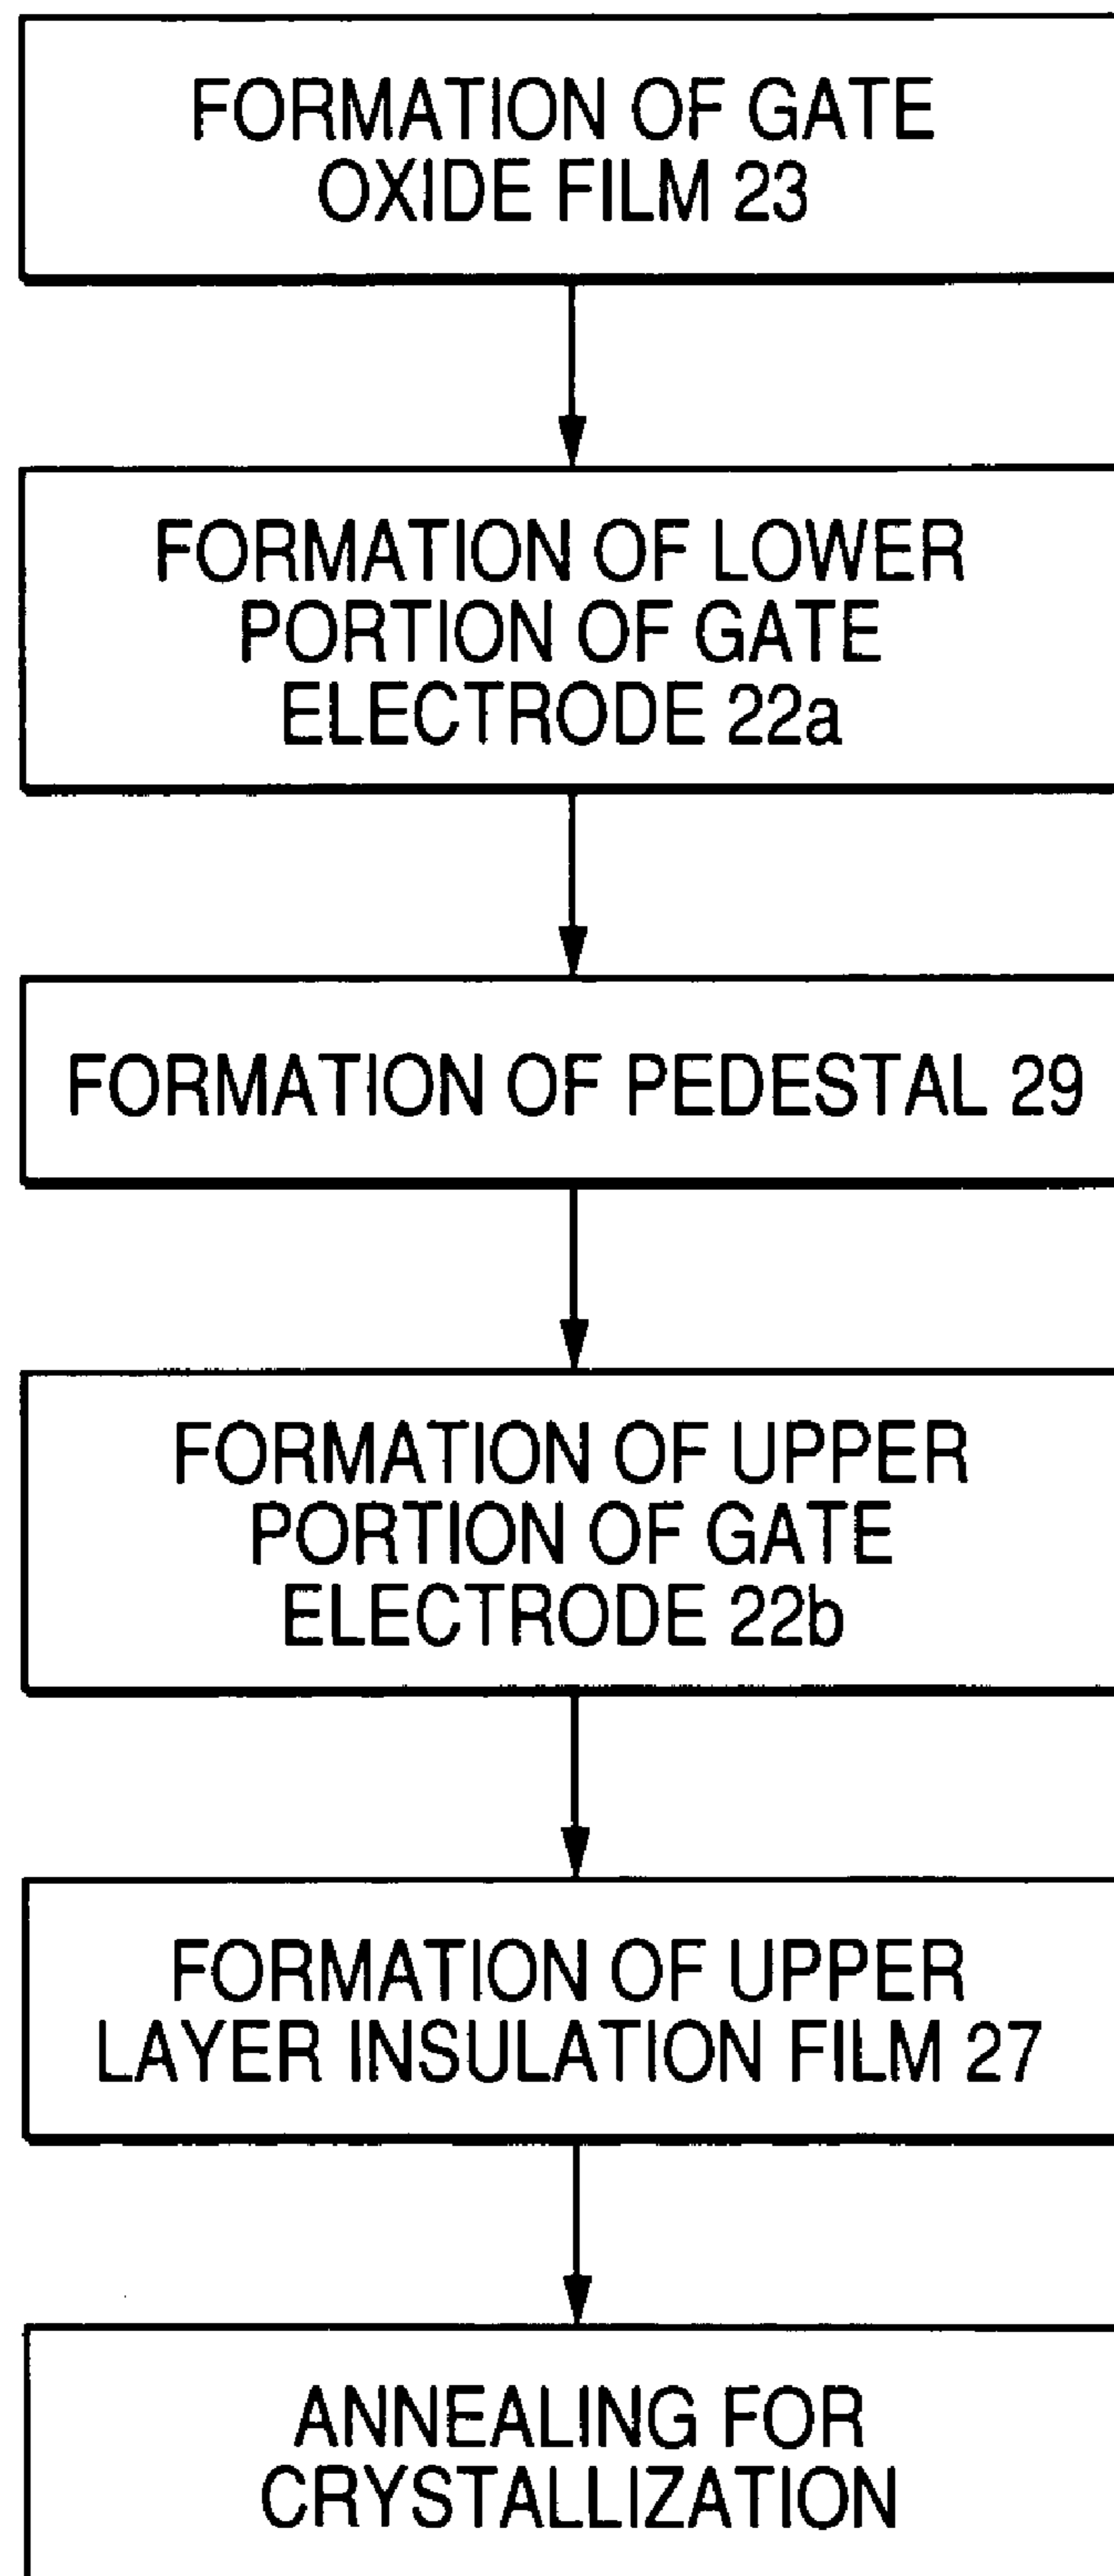 FORMATION OF GATE
OXIDE FILM 23
FORMATION OF LOWER
PORTION OF GATE
ELECTRODE 22a
FORMATION OF PEDESTAL 29
FORMATION OF UPPER
PORTION OF GATE
ELECTRODE 22b
FORMATION OF UPPER
LAYER INSULATION FILM 27
ANNEALING FOR
CRYSTALLIZATION